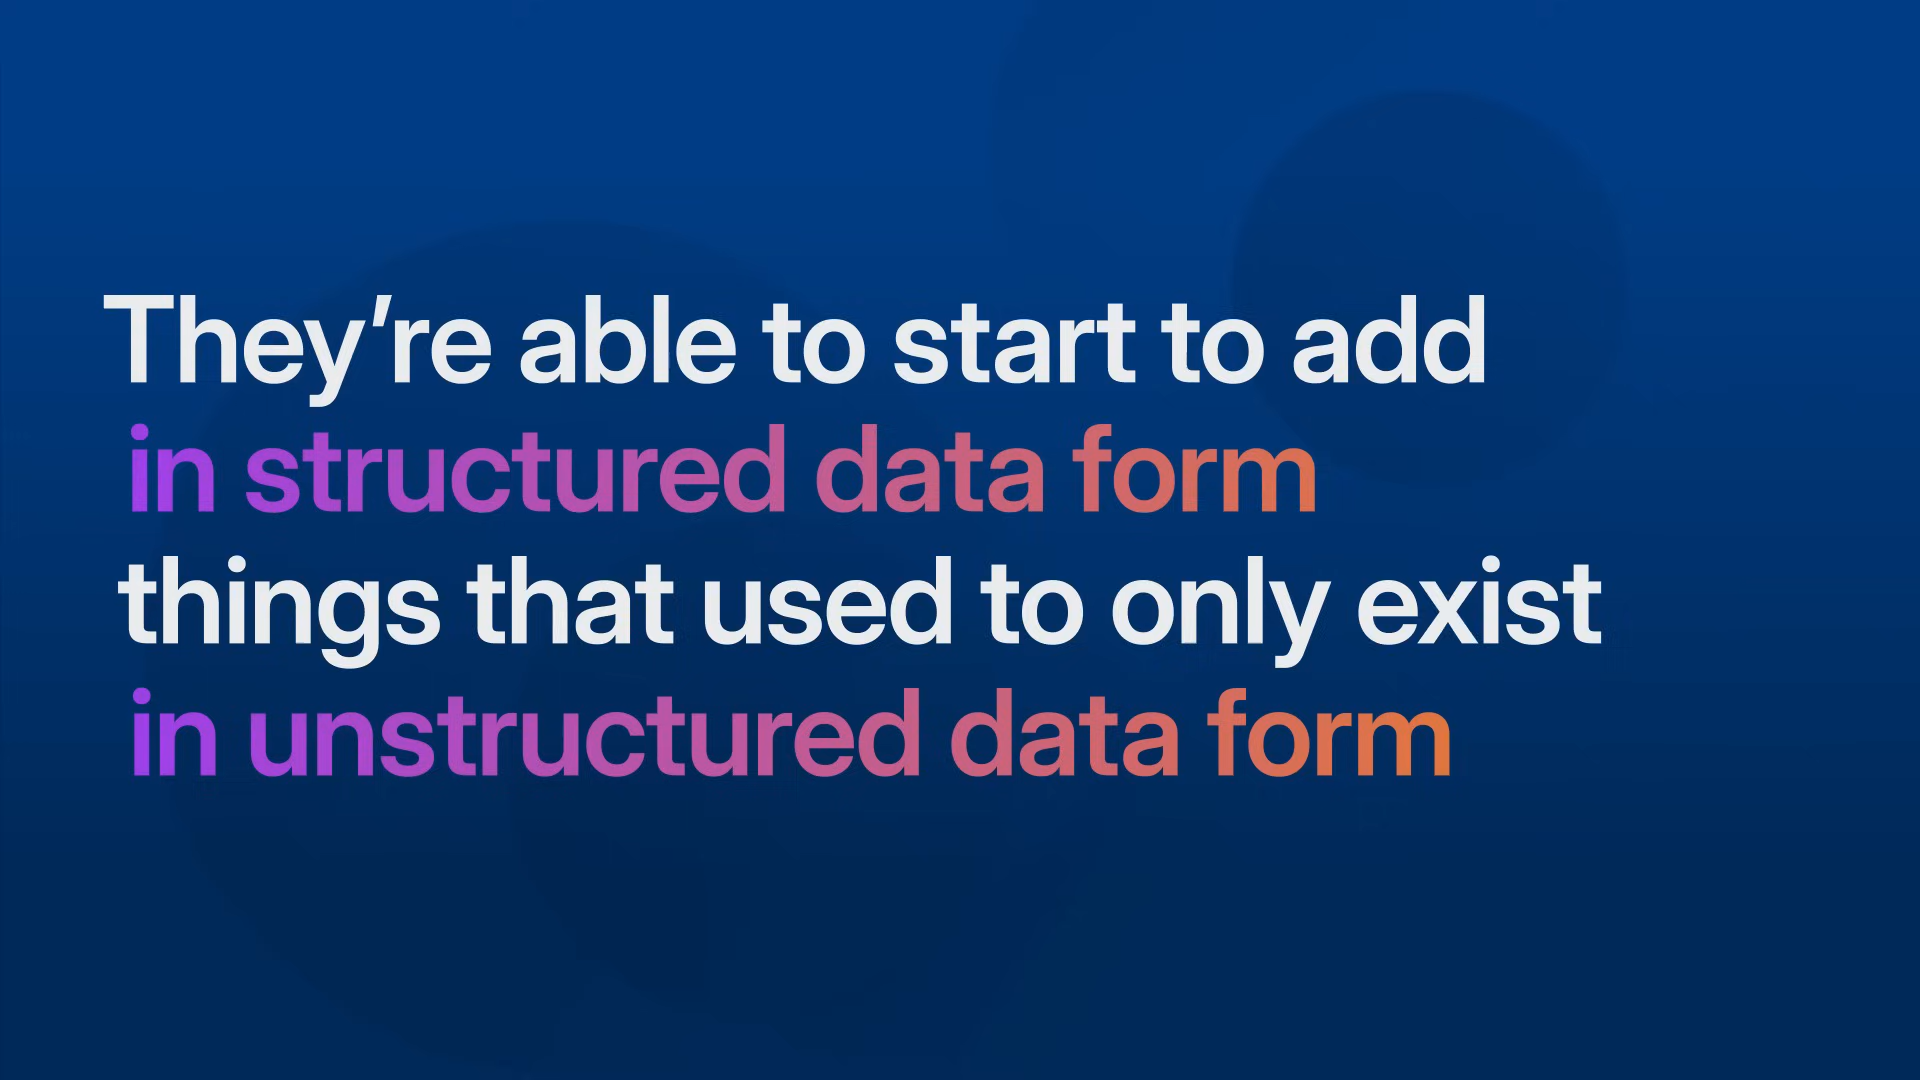 They’re able to start to add
in structured data form
things that used to only exist
in unstructured data form